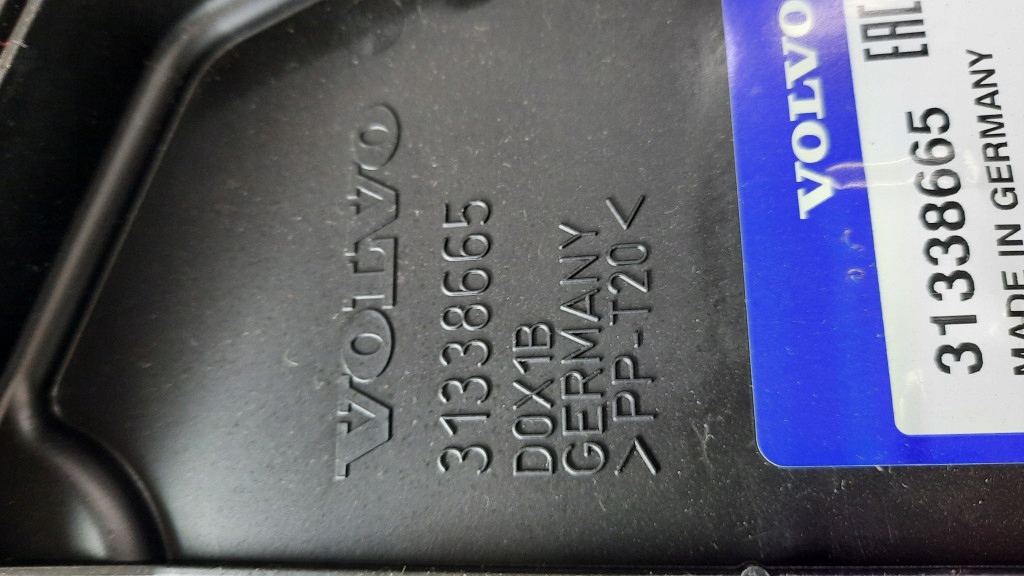 VOLVO
31338665
D0X1B
GERMANY
>PP-T20<
VOLVO
EAC
31338665
MADE IN GERMANY